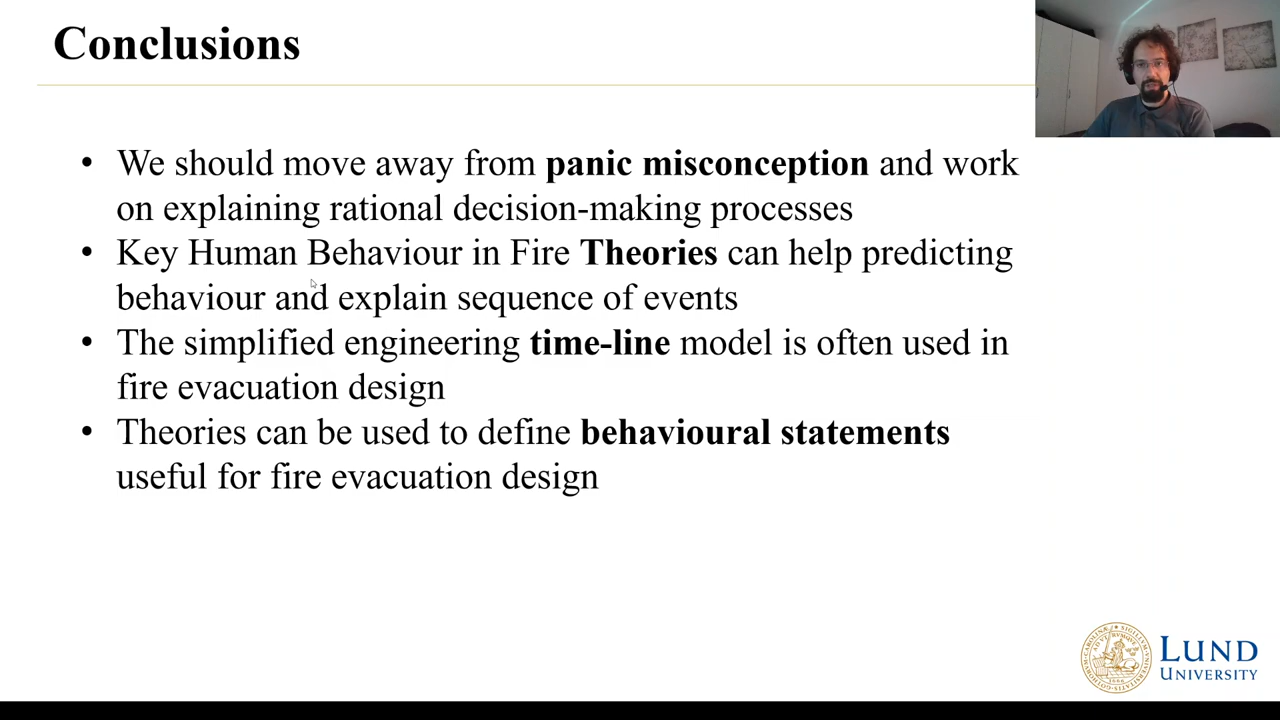 Conclusions
• We should move away from panic misconception and work
on explaining rational decision-making processes
• Key Human Behaviour in Fire Theories can help predicting
behaviour and explain sequence of events
• The simplified engineering time-line model is often used in
fire evacuation design
• Theories can be used to define behavioural statements
useful for fire evacuation design
LUND
UNIVERSITY